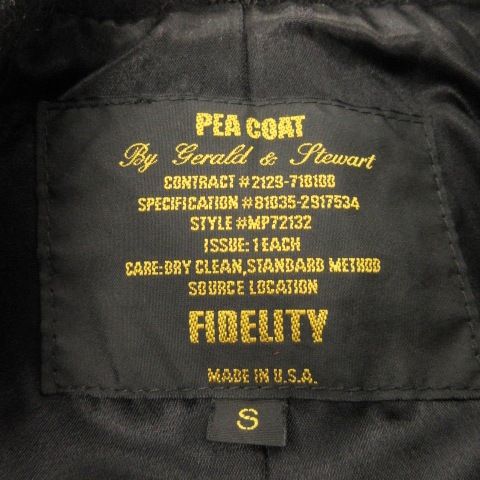 PEA COAT
By Gerald & Stewart
CONTRACT #2129-710100
SPECIFICATION #81035-2917534
STYLE #MP72132
ISSUE: 1 EACH
CARE: DRY CLEAN, STANDARD METHOD
SOURCE LOCATION
FIDELITY
MADE IN U.S.A.
S